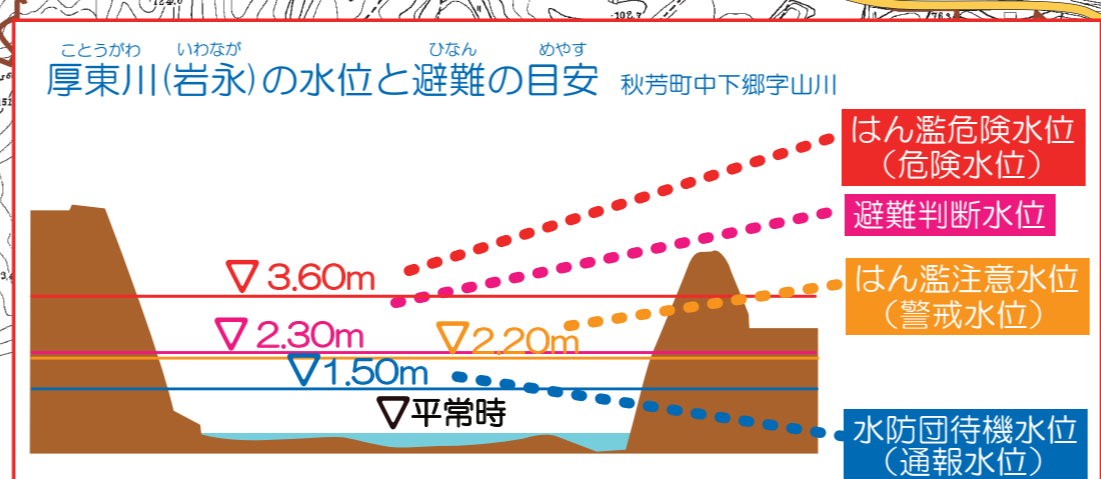 ことうがわ いわなが ひなん めやす
厚東川(岩永)の水位と避難の目安 秋芳町中下郷字山川
はん濫危険水位
(危険水位)
避難判断水位
▽3.60m
はん濫注意水位
(警戒水位)
▽2.30m ▽2.20m
▽1.50m
▽平常時
水防団待機水位
(通報水位)